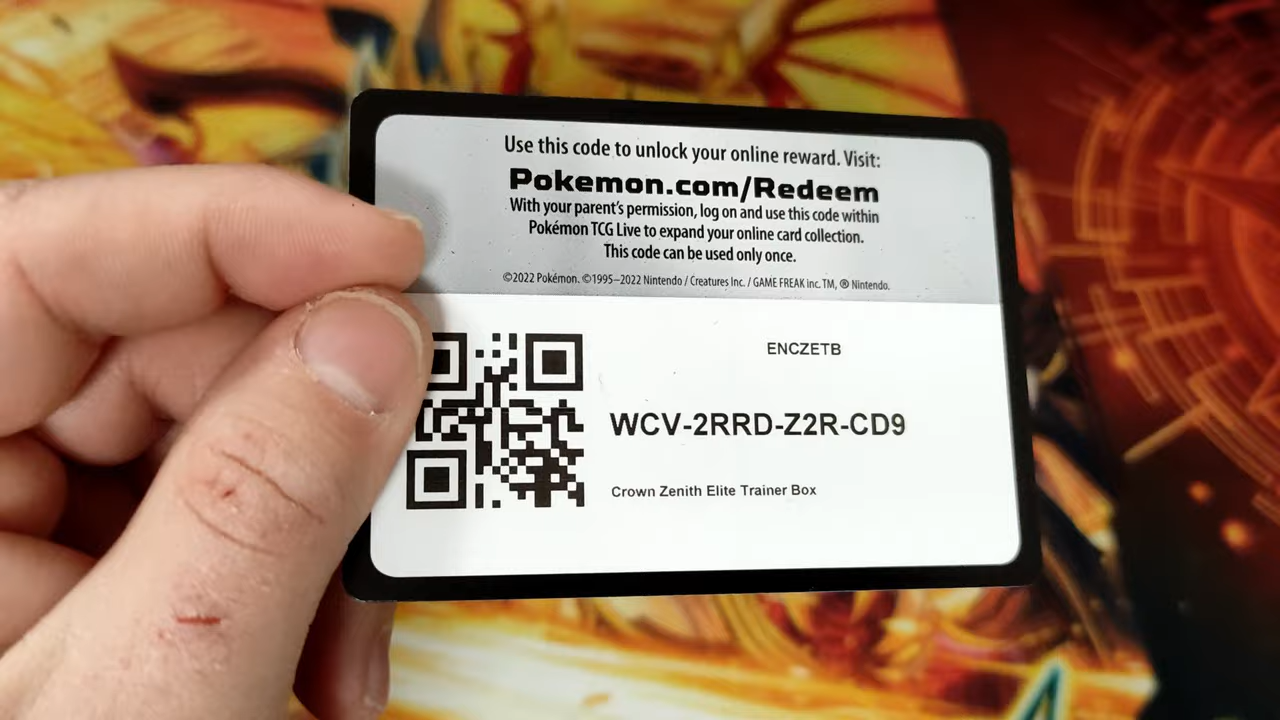 Use this code to unlock your online reward. Visit:
Pokemon.com/Redeem
With your parent's permission, log on and use this code within
Pokémon TCG Live to expand your online card collection.
This code can be used only once.
©2022 Pokémon. ©1995–2022 Nintendo / Creatures Inc. / GAME FREAK inc. TM, ® Nintendo.
ENCZETB
WCV-2RRD-Z2R-CD9
Crown Zenith Elite Trainer Box